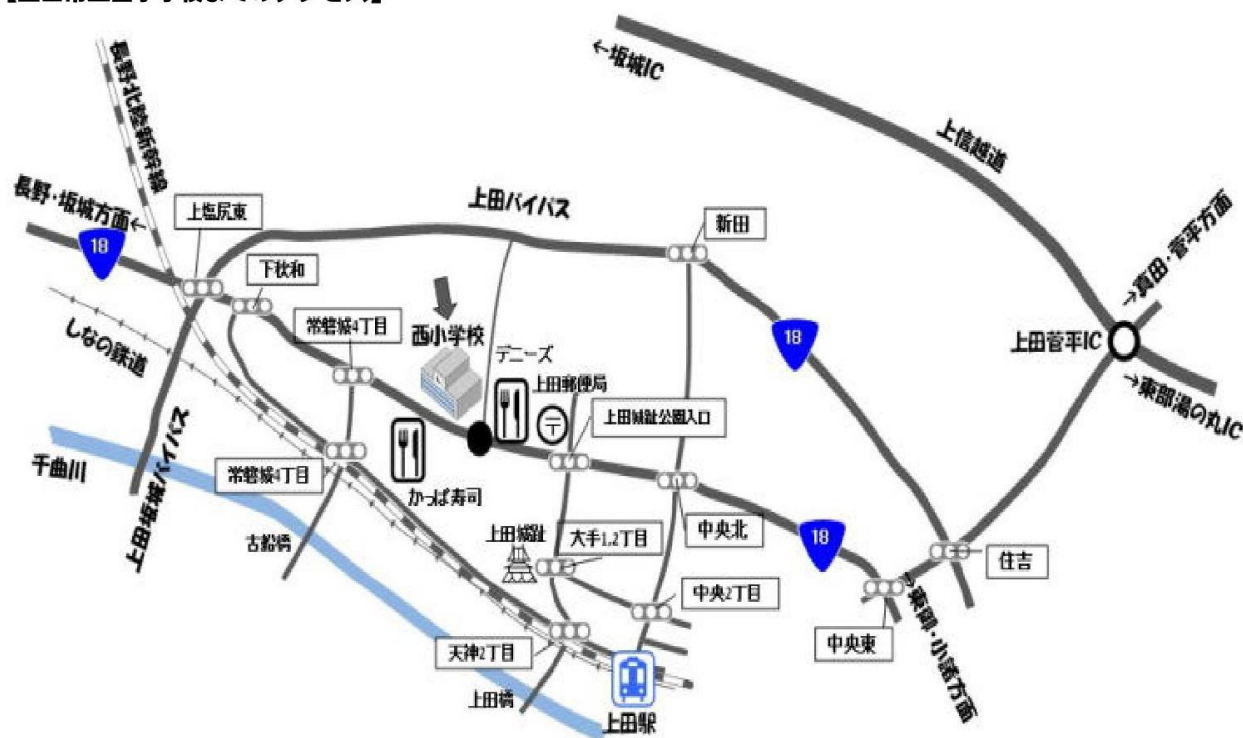 ←坂城IC
長野北陸新幹線
上信越道
長野・坂城方面←
上塩尻東
上田バイパス
新田
→真田・菅平方面
18
下秋和
しなの鉄道
常磐城4丁目
西小学校
デニーズ
18
上田菅平IC
→東部湯の丸IC
上田郵便局
〒
上田城趾公園入口
千曲川
上田坂城バイパス
常磐城4丁目
かっぱ寿司
古船橋
上田城趾
大手1,2丁目
中央北
18
住吉
中央2丁目
中央東
→東御・小諸方面
天神2丁目
上田橋
上田駅